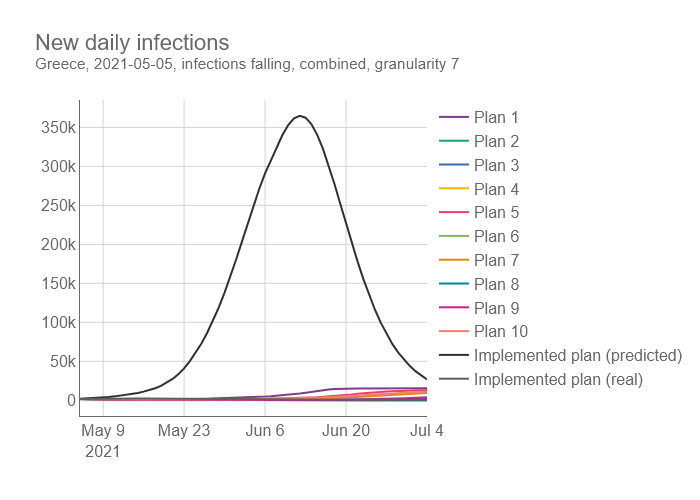 New daily infections
Greece, 2021-05-05, infections falling, combined, granularity 7
350k
300k
250k
200k
150k
100k
50k
0
May 9
2021
May 23
Jun 6
Jun 20
Jul 4
Plan 1
Plan 2
Plan 3
Plan 4
Plan 5
Plan 6
Plan 7
Plan 8
Plan 9
Plan 10
Implemented plan (predicted)
Implemented plan (real)